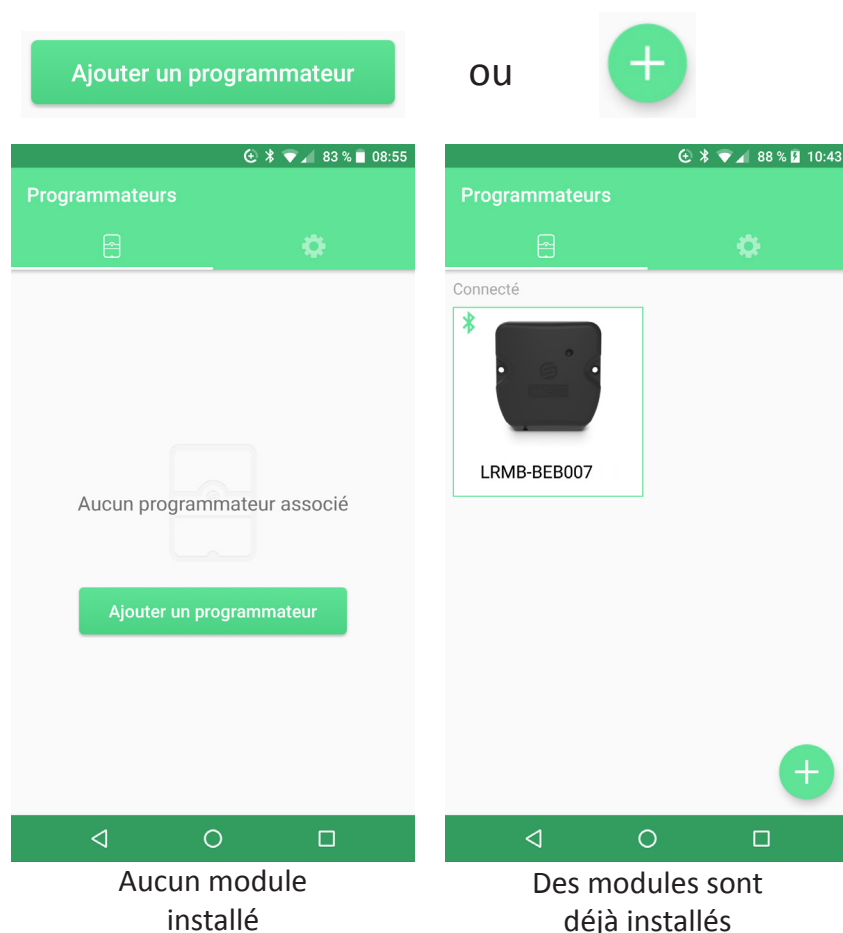 Ajouter un programmateur
ou
83 % 08:55
Programmateurs
Aucun programmateur associé
Ajouter un programmateur
Aucun module
installé
88 % 10:43
Programmateurs
Connecté
LRMB-BEB007
Des modules sont
déjà installés